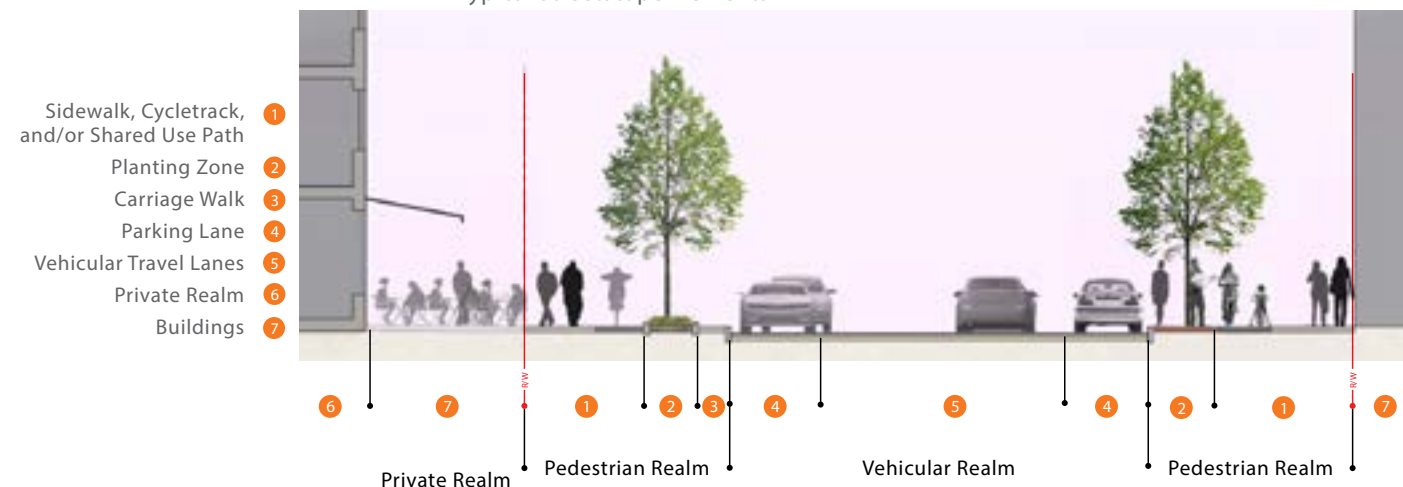 Sidewalk, Cycletrack,
and/or Shared Use Path
1
Planting Zone 2
Carriage Walk 3
Parking Lane 4
Vehicular Travel Lanes 5
Private Realm 6
Buildings 7
R/W
R/W
6 7 1 2 3 4 5 4 2 1 7
Private Realm
Pedestrian Realm
Vehicular Realm
Pedestrian Realm